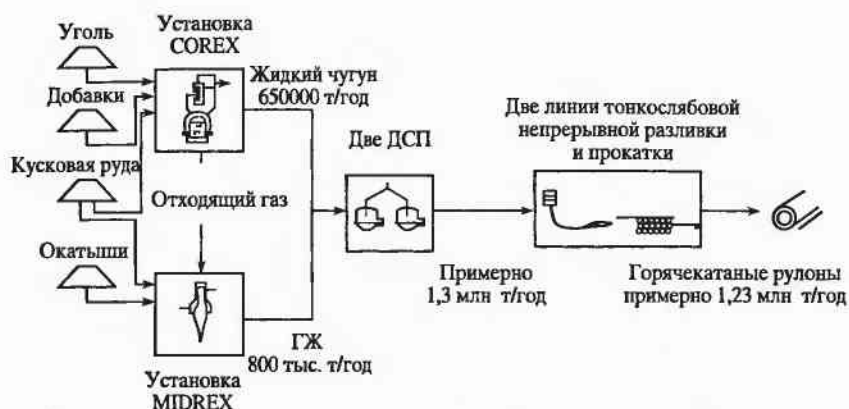 Уголь
Установка
COREX
Добавки
Жидкий чугун
650000 т/год
Кусковая руда
Отходящий газ
Окатыши
Установка
MIDREX
ГЖ
800 тыс. т/год
Две ДСП
Примерно
1,3 млн т/год
Две линии тонкослябовой
непрерывной разливки
и прокатки
Горячекатаные рулоны
примерно 1,23 млн т/год